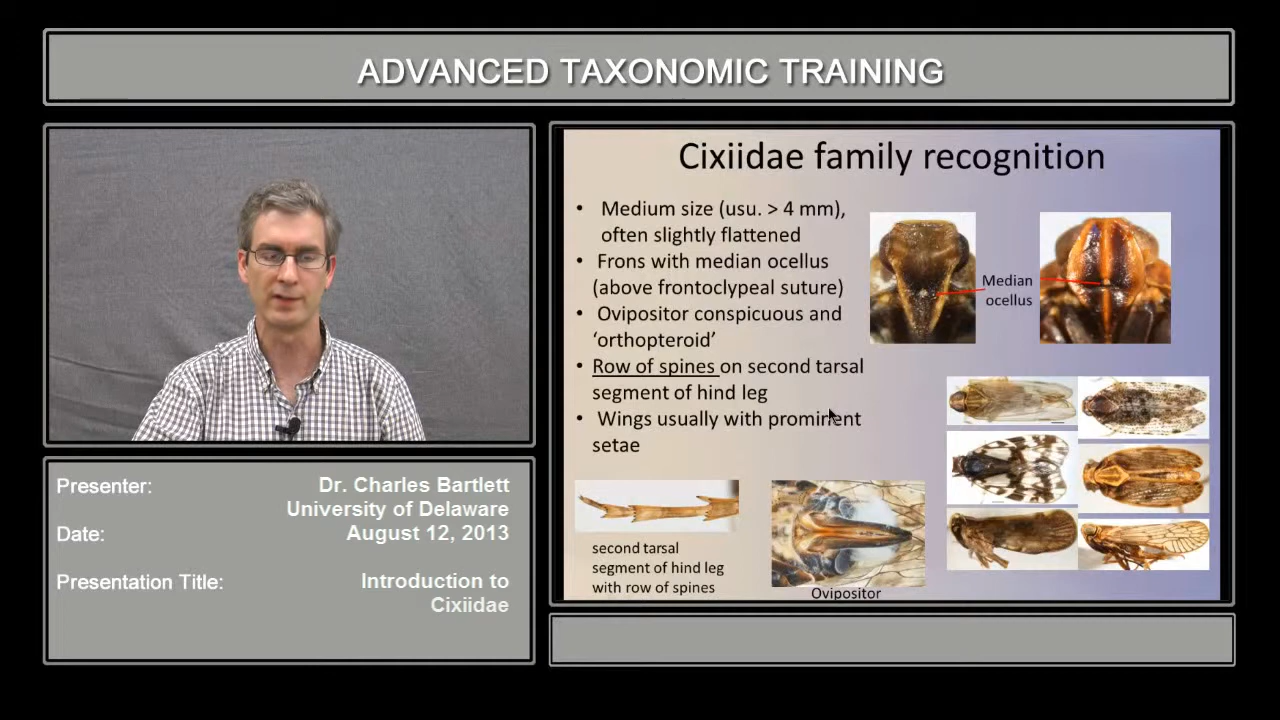 ADVANCED TAXONOMIC TRAINING
Presenter:
Dr. Charles Bartlett
University of Delaware
Date:
August 12, 2013
Presentation Title:
Introduction to
Cixiidae
Cixiidae family recognition
• Medium size (usu. > 4 mm),
often slightly flattened
• Frons with median ocellus
(above frontoclypeal suture)
• Ovipositor conspicuous and
‘orthopteroid’
• Row of spines on second tarsal
segment of hind leg
• Wings usually with prominent
setae
Median
ocellus
second tarsal
segment of hind leg
with row of spines
Ovipositor